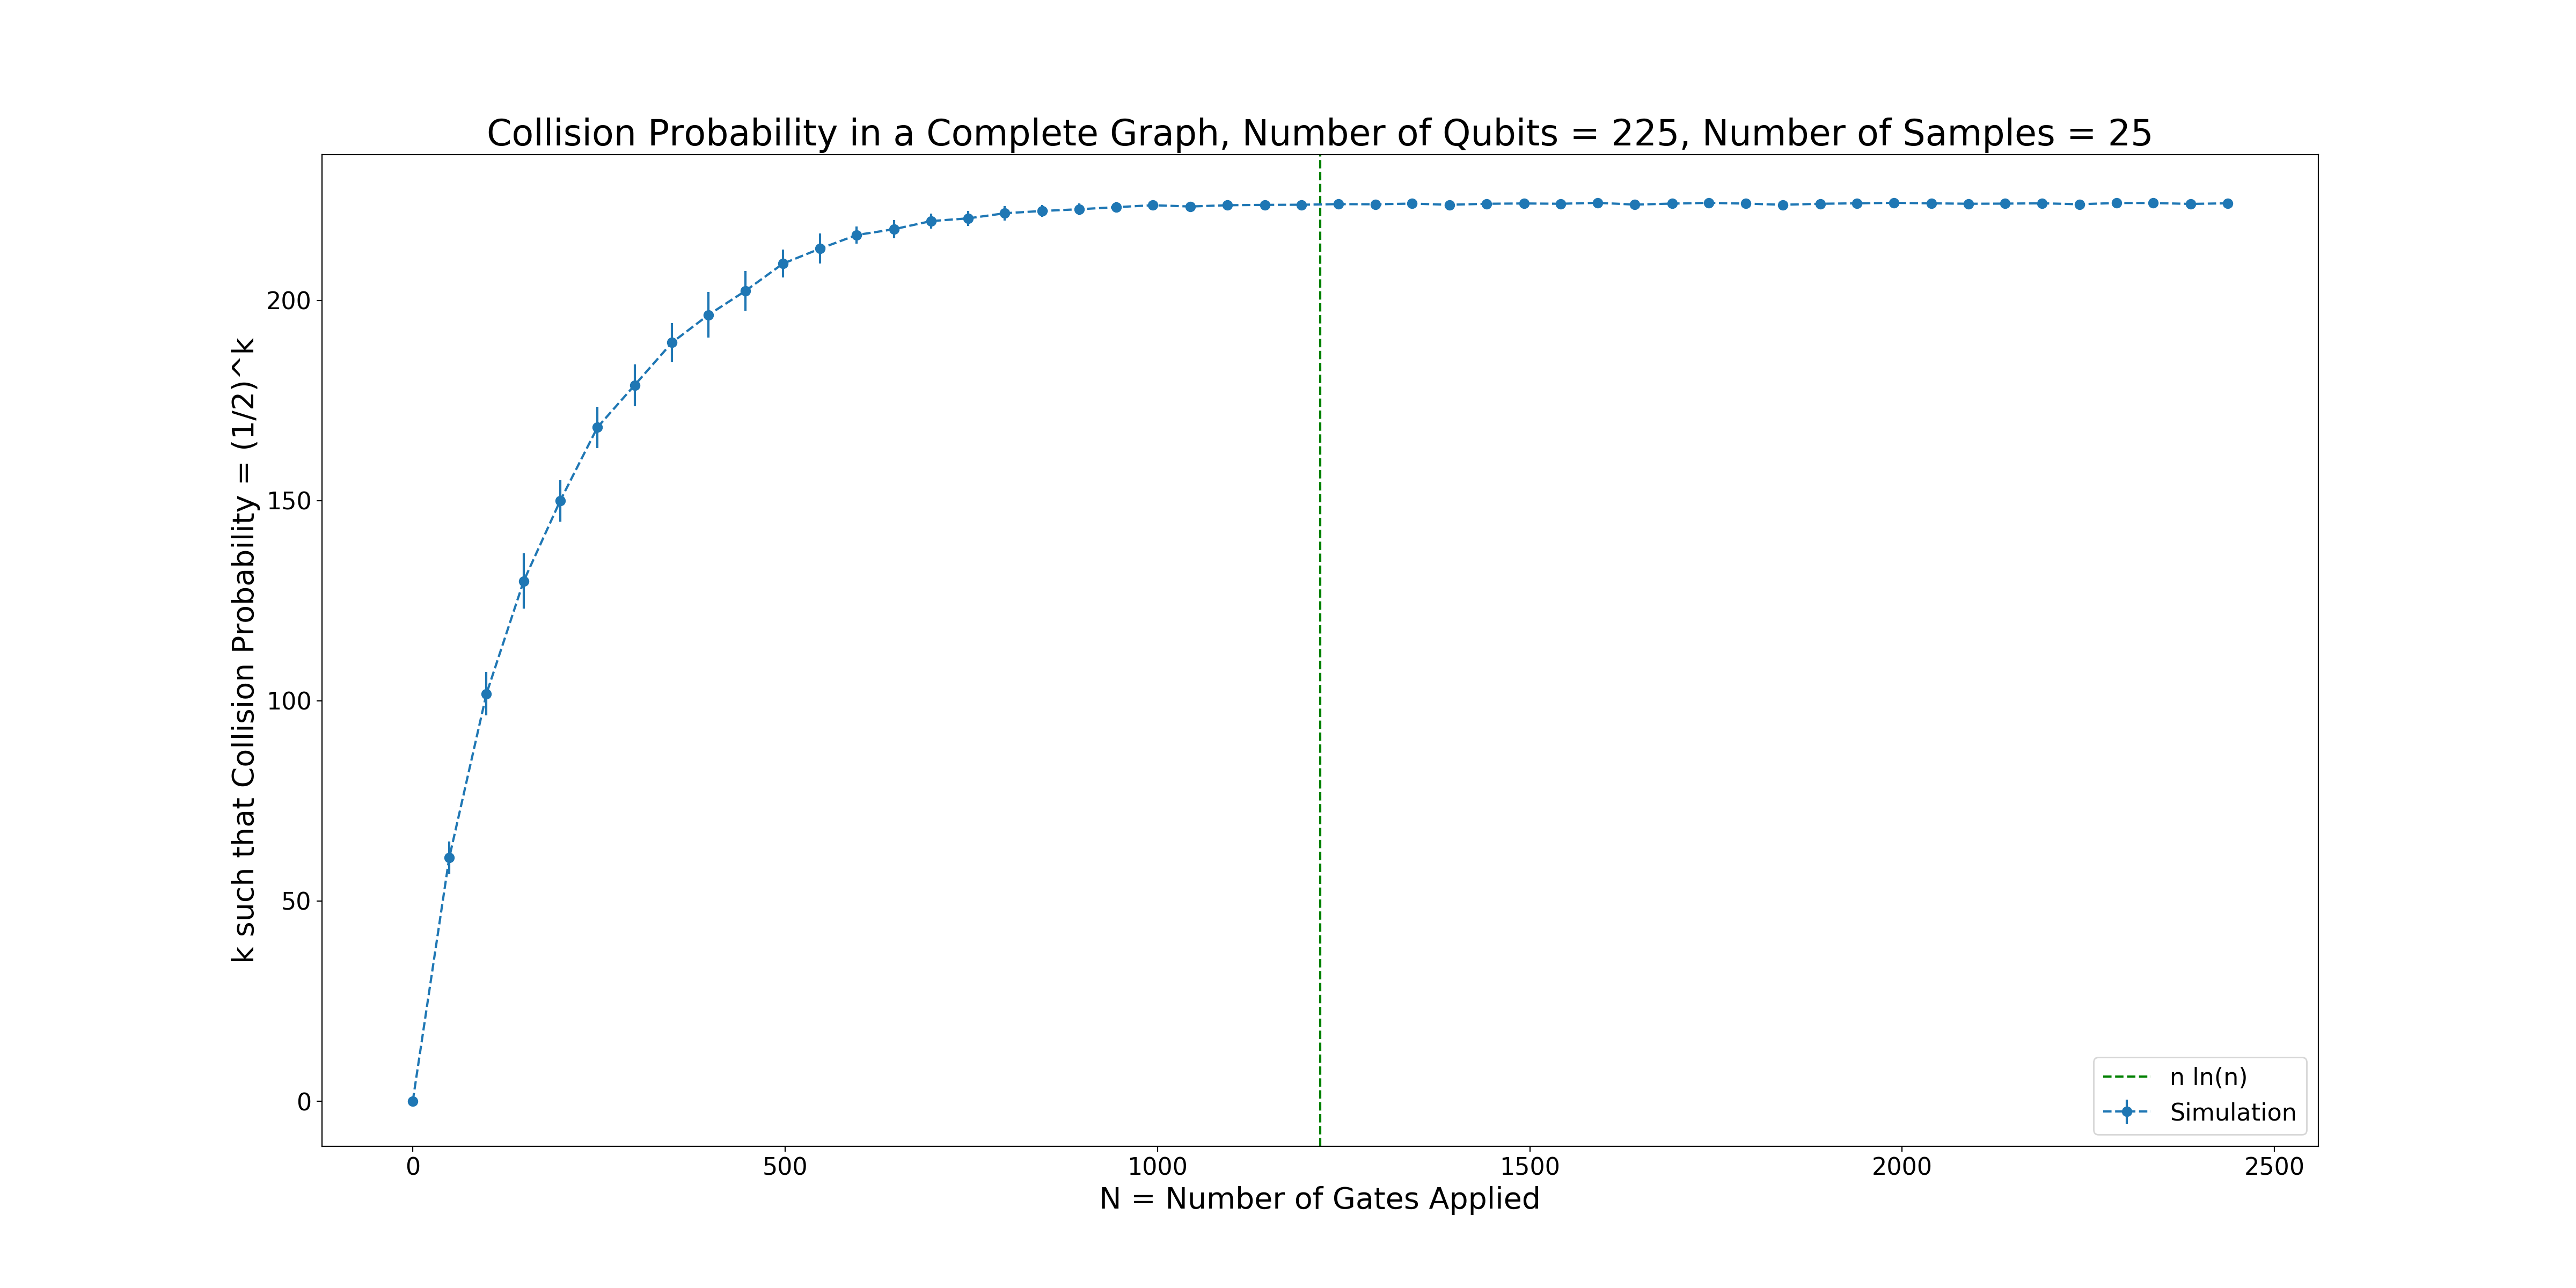 Collision Probability in a Complete Graph, Number of Qubits = 225, Number of Samples = 25
k such that Collision Probability = (1/2)^k
200
150
100
50
0
0 500 1000 1500 2000 2500
N = Number of Gates Applied
n ln(n)
Simulation